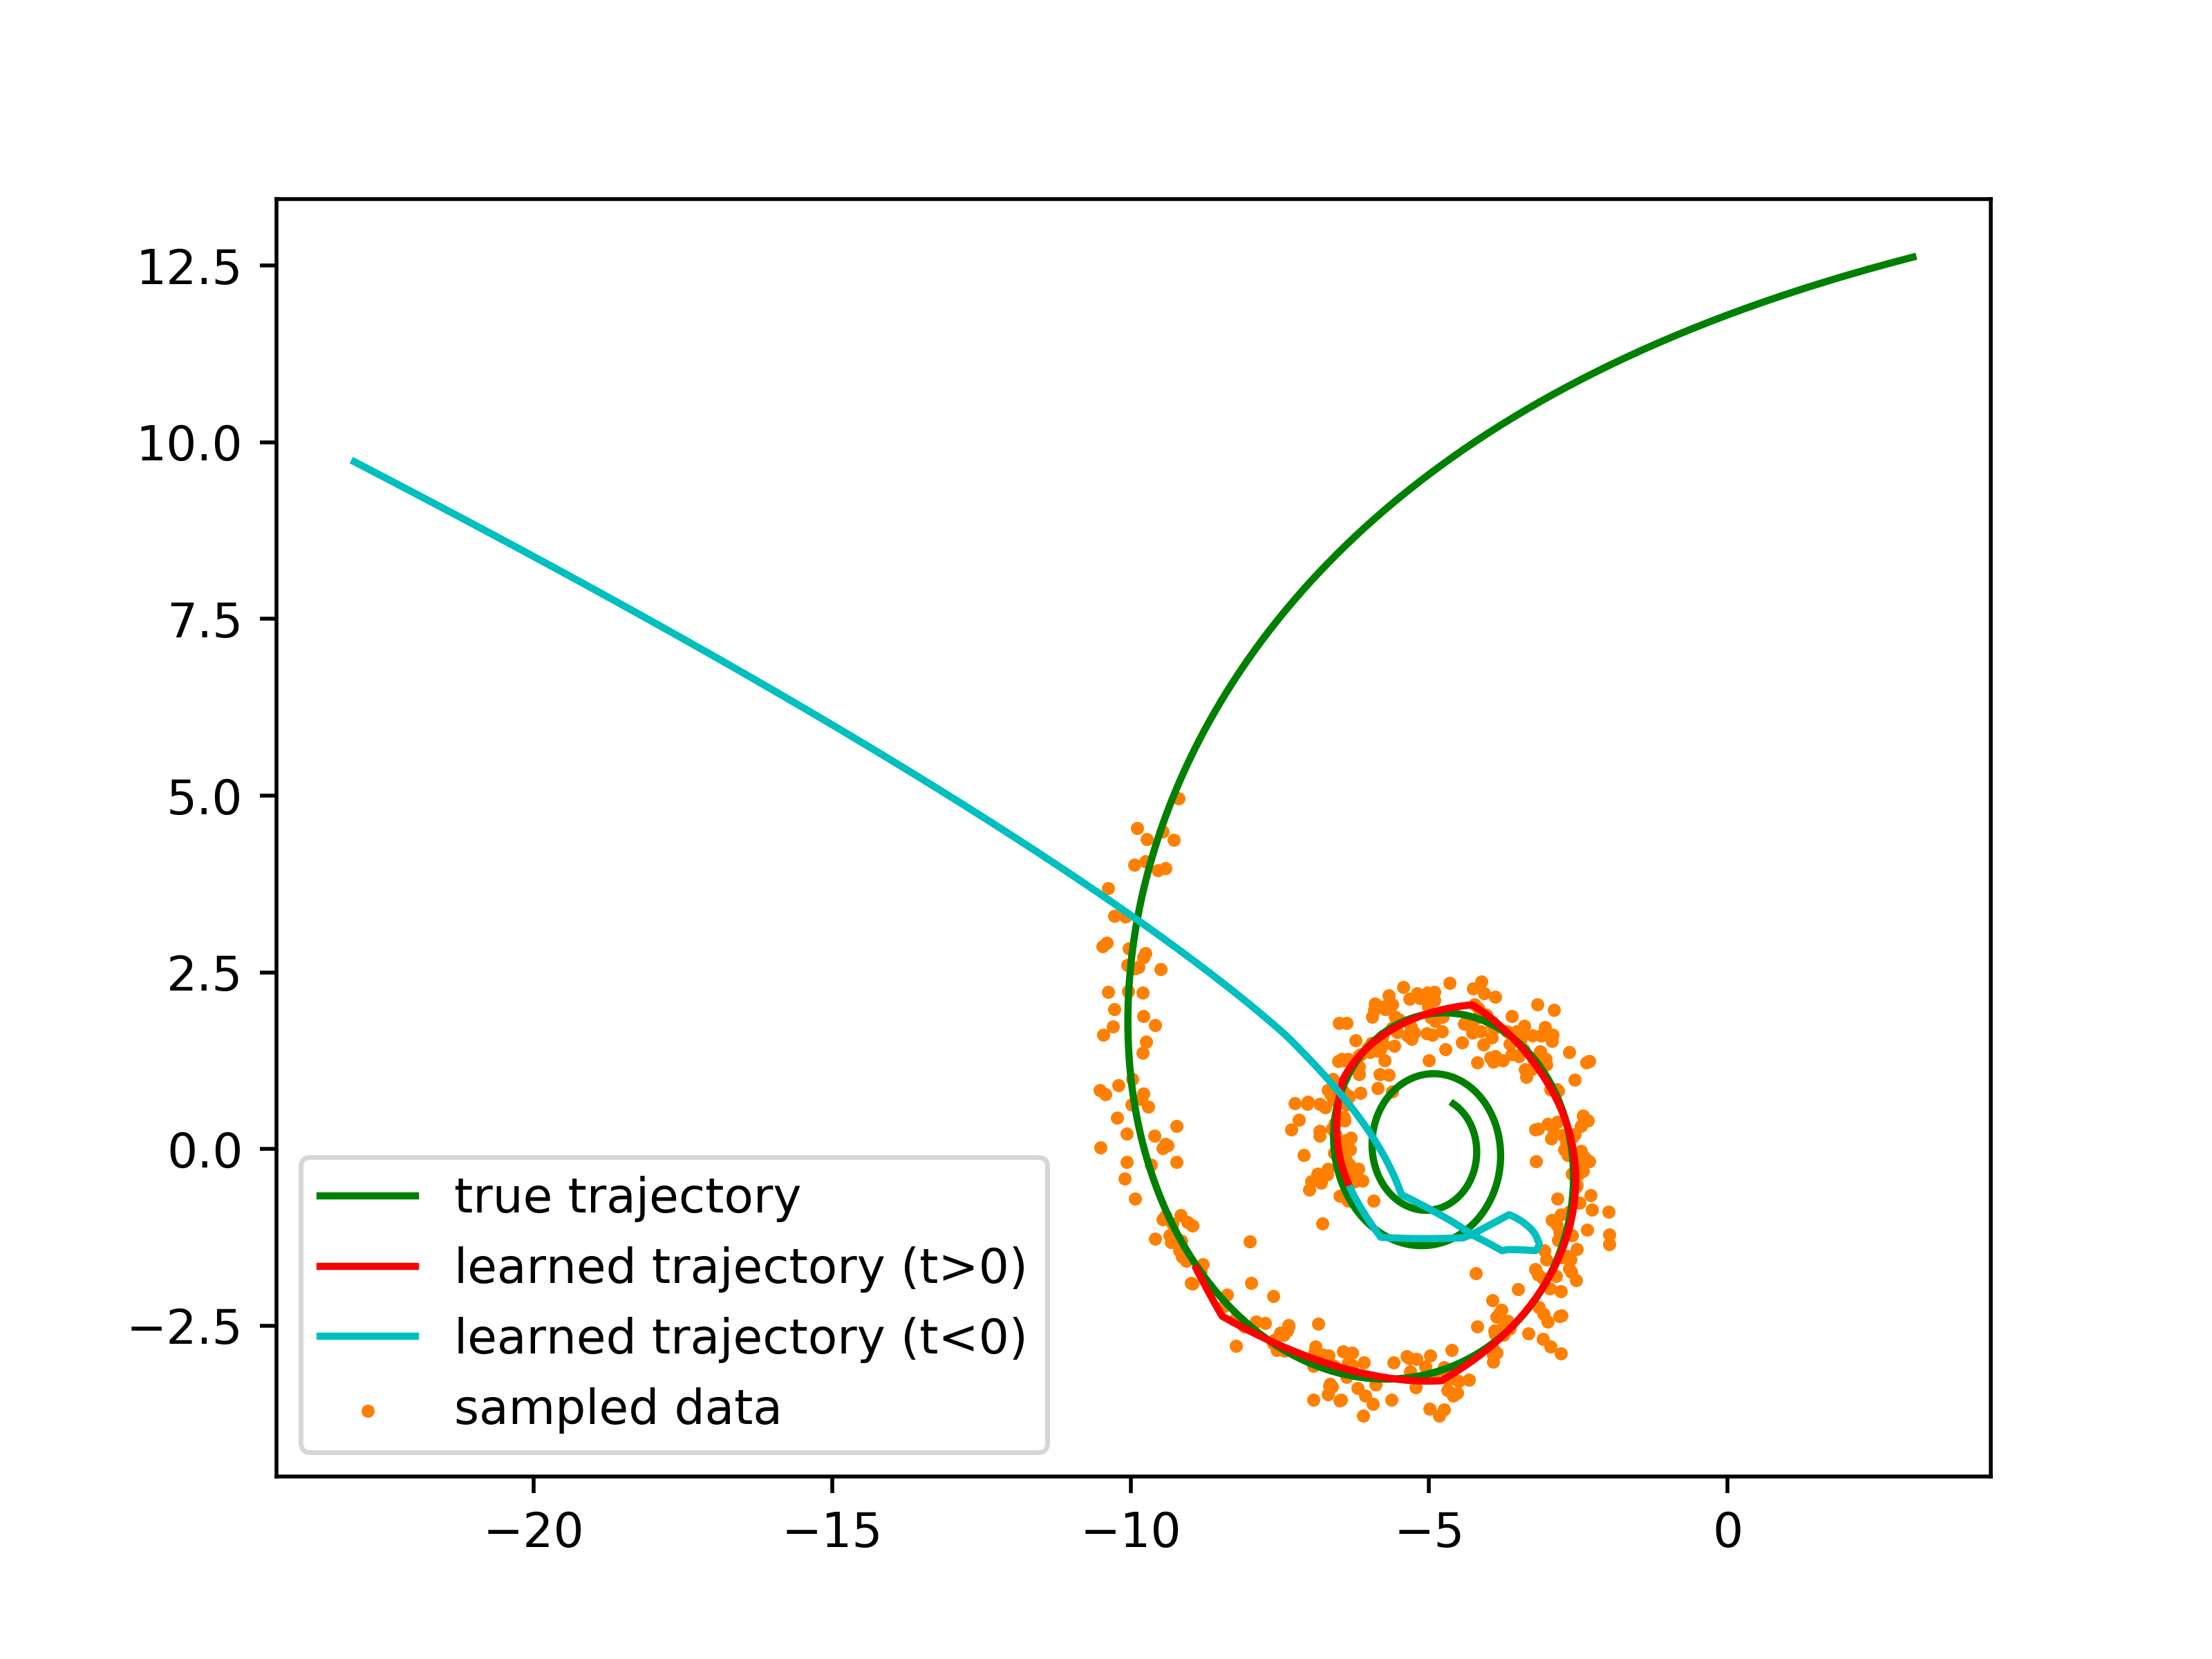 12.5
10.0
7.5
5.0
2.5
0.0
−2.5
true trajectory
learned trajectory (t>0)
learned trajectory (t<0)
sampled data
−20 −15 −10 −5 0